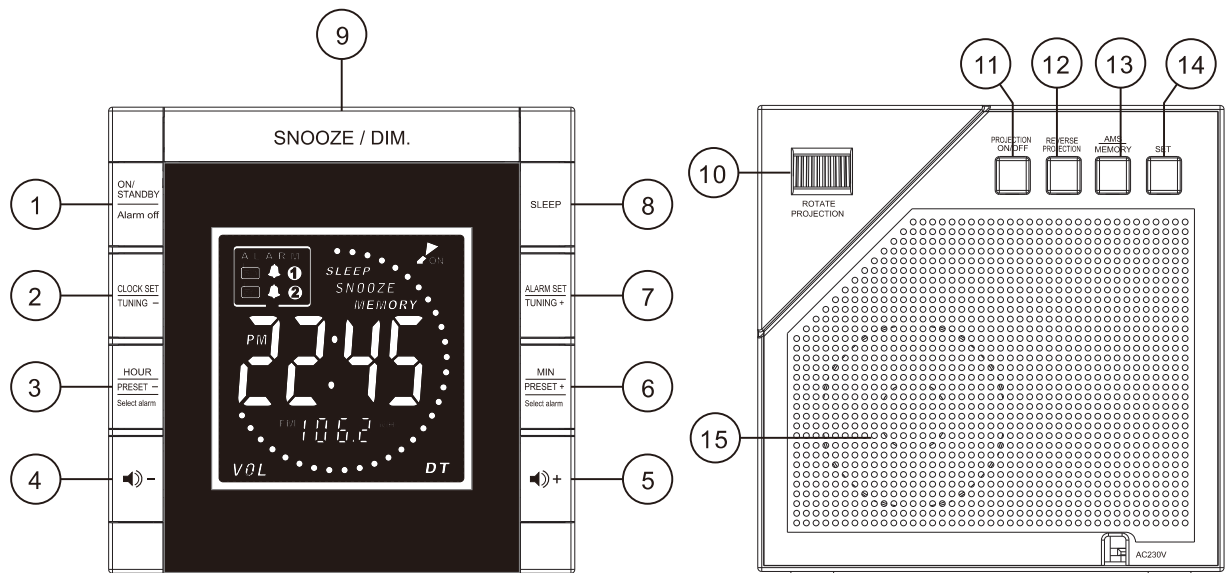 9
SNOOZE / DIM.
1
ON/
STANDBY
Alarm off
2
CLOCK SET
TUNING −
3
HOUR
PRESET −
Select alarm
4
−
ALARM
1
2
SLEEP
SNOOZE
MEMORY
ON
PM
22:45
FM 106.2
VOL
DT
SLEEP
8
ALARM SET
TUNING +
7
MIN
PRESET +
Select alarm
6
+
5
11
12
13
14
PROJECTION
ON/OFF
REVERSE
PROJECTION
AMS
MEMORY
SET
10
ROTATE
PROJECTION
15
AC230V